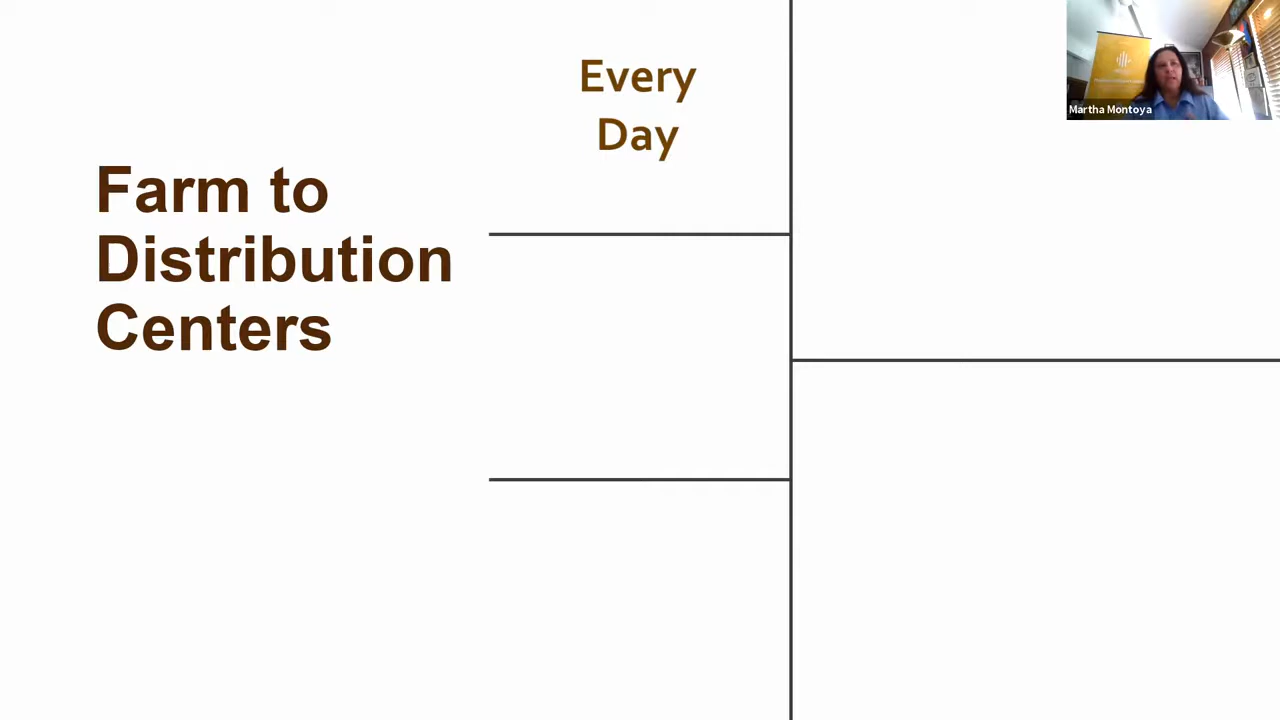 Every
Day
Farm to
Distribution
Centers
Martha Montoya